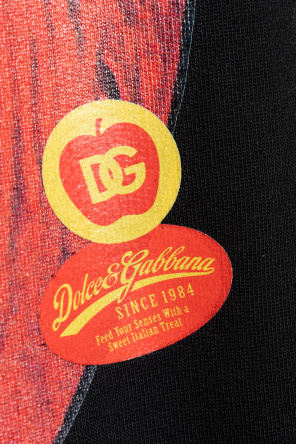 DG
Dolce & Gabbana
SINCE 1984
Feed Your Senses With a
Sweet Italian Treat